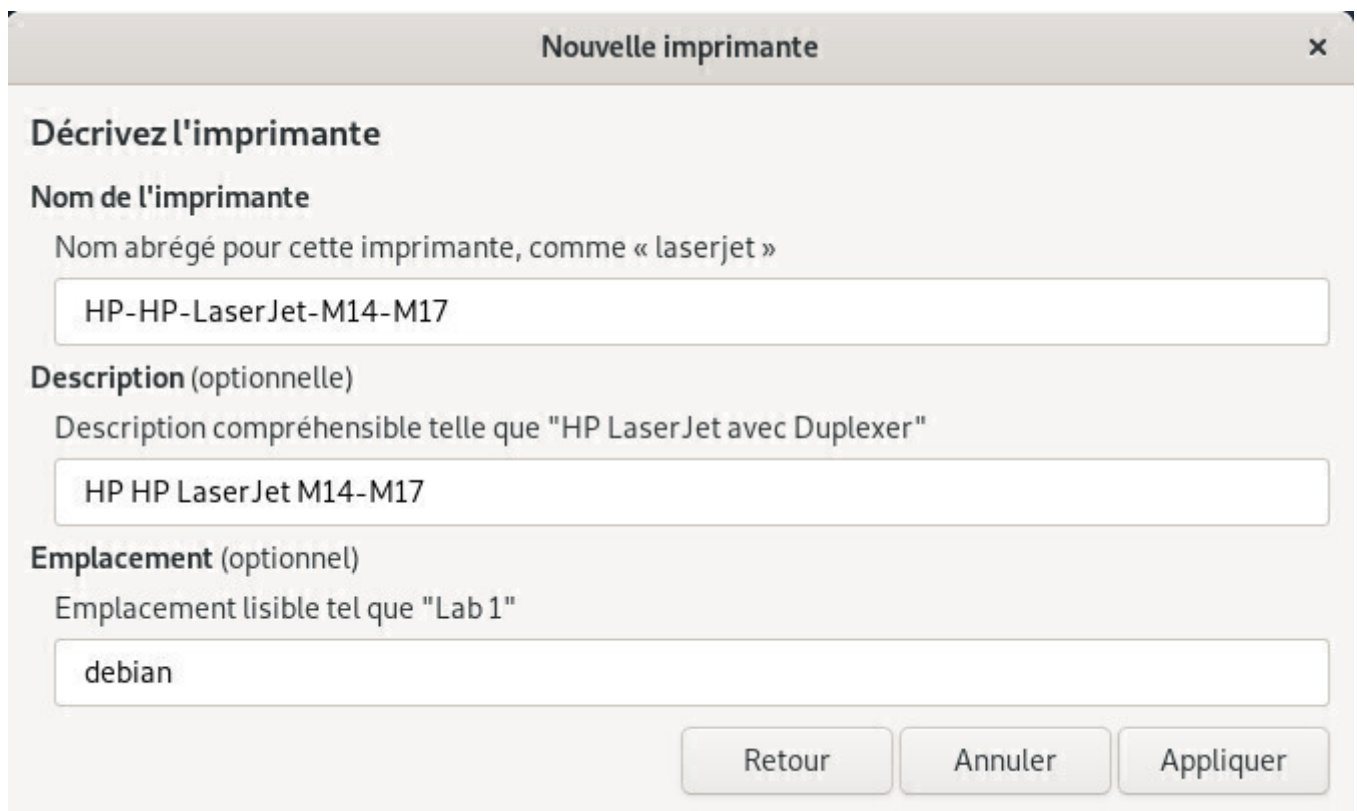 Nouvelle imprimante ×
Décrivez l'imprimante
Nom de l'imprimante
Nom abrégé pour cette imprimante, comme « laserjet »
HP-HP-LaserJet-M14-M17
Description (optionnelle)
Description compréhensible telle que "HP LaserJet avec Duplexer"
HP HP LaserJet M14-M17
Emplacement (optionnel)
Emplacement lisible tel que "Lab 1"
debian
Retour Annuler Appliquer